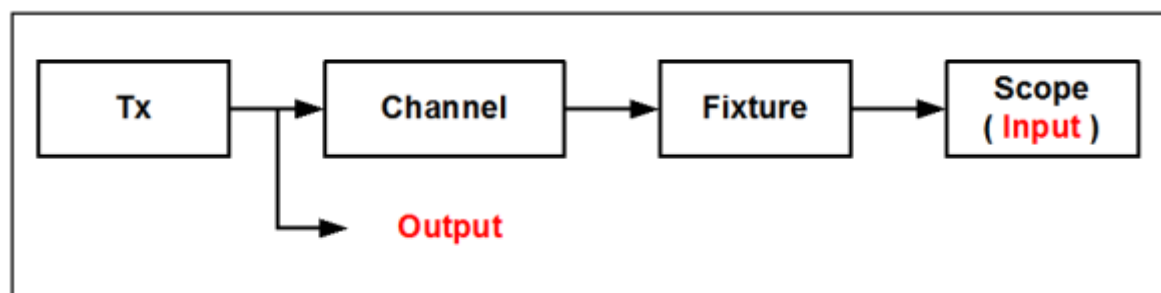 Tx
Channel
Fixture
Scope
( Input )
Output